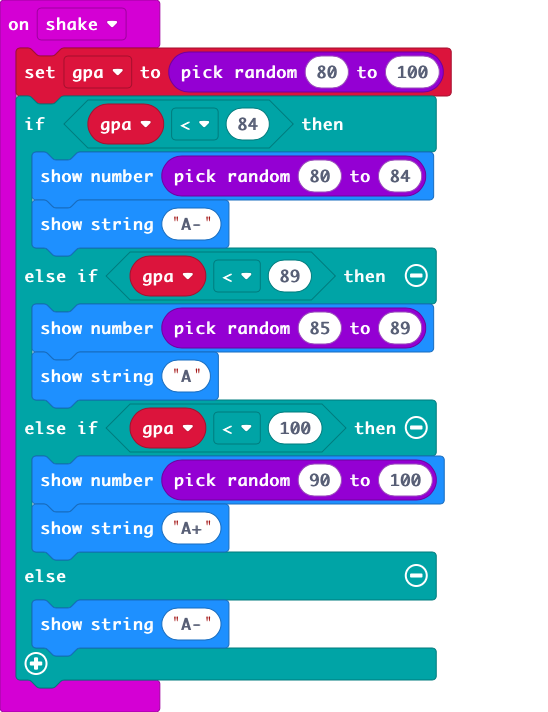 on shake
set gpa to pick random 80 to 100
if gpa < 84 then
show number pick random 80 to 84
show string "A-"
else if gpa < 89 then
show number pick random 85 to 89
show string "A"
else if gpa < 100 then
show number pick random 90 to 100
show string "A+"
else
show string "A-"